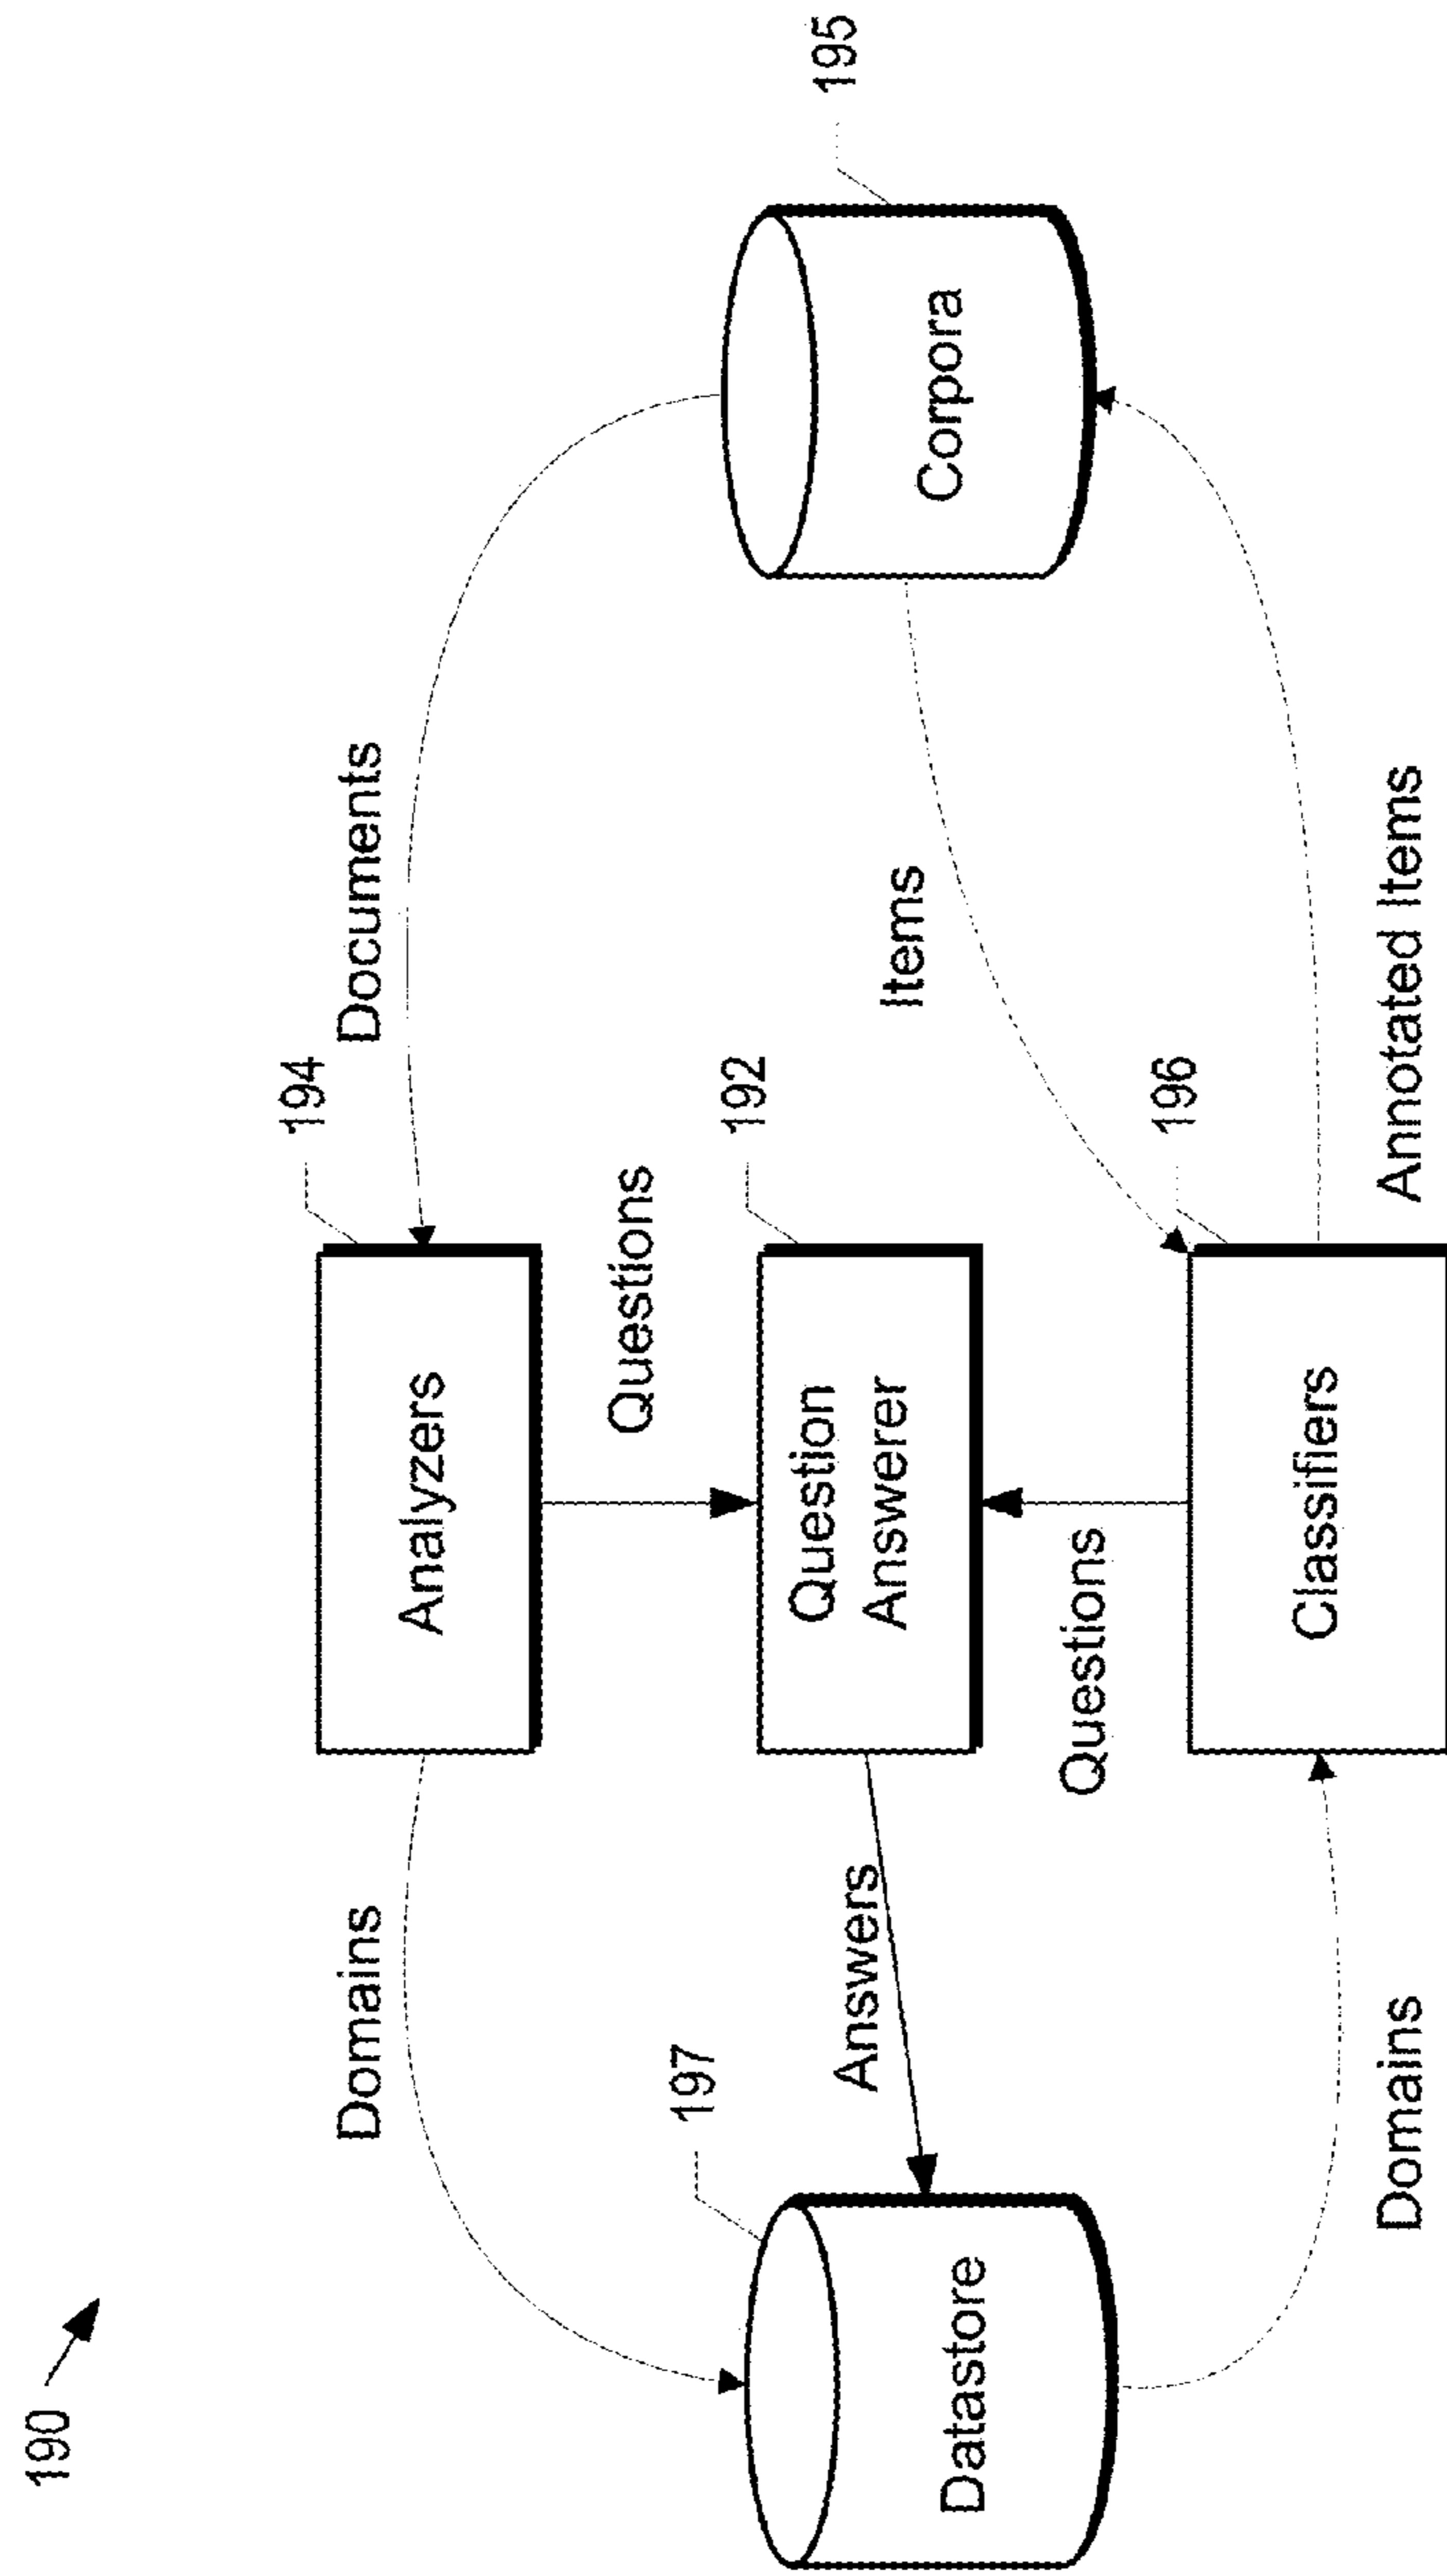 190
194
Domains
Documents
Analyzers
Questions
197
192
195
Question
Answerer
Answers
Items
Corpora
Datastore
Questions
196
Classifiers
Domains
Annotated Items